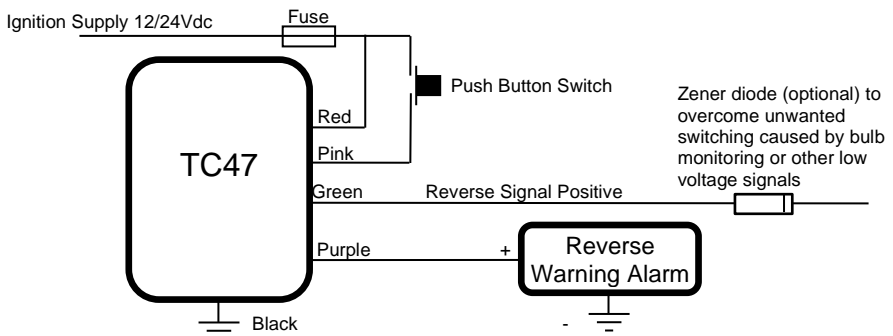 Ignition Supply 12/24Vdc
Fuse
Push Button Switch
Zener diode (optional) to
overcome unwanted
switching caused by bulb
monitoring or other low
voltage signals
Red
TC47
Pink
Green
Reverse Signal Positive
Purple
+
Reverse
Warning Alarm
Black
-